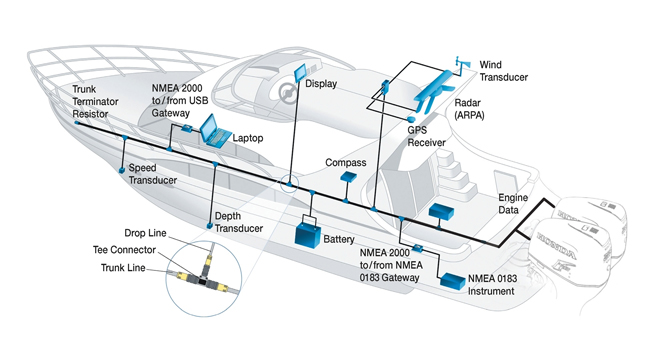 Trunk
Terminator
Resistor
NMEA 2000
to/from USB
Gateway
Laptop
Display
Wind
Transducer
Radar
(ARPA)
GPS
Receiver
Compass
Speed
Transducer
Depth
Transducer
Battery
Engine
Data
NMEA 2000
to/from NMEA
0183 Gateway
NMEA 0183
Instrument
Drop Line
Tee Connector
Trunk Line
HONDA